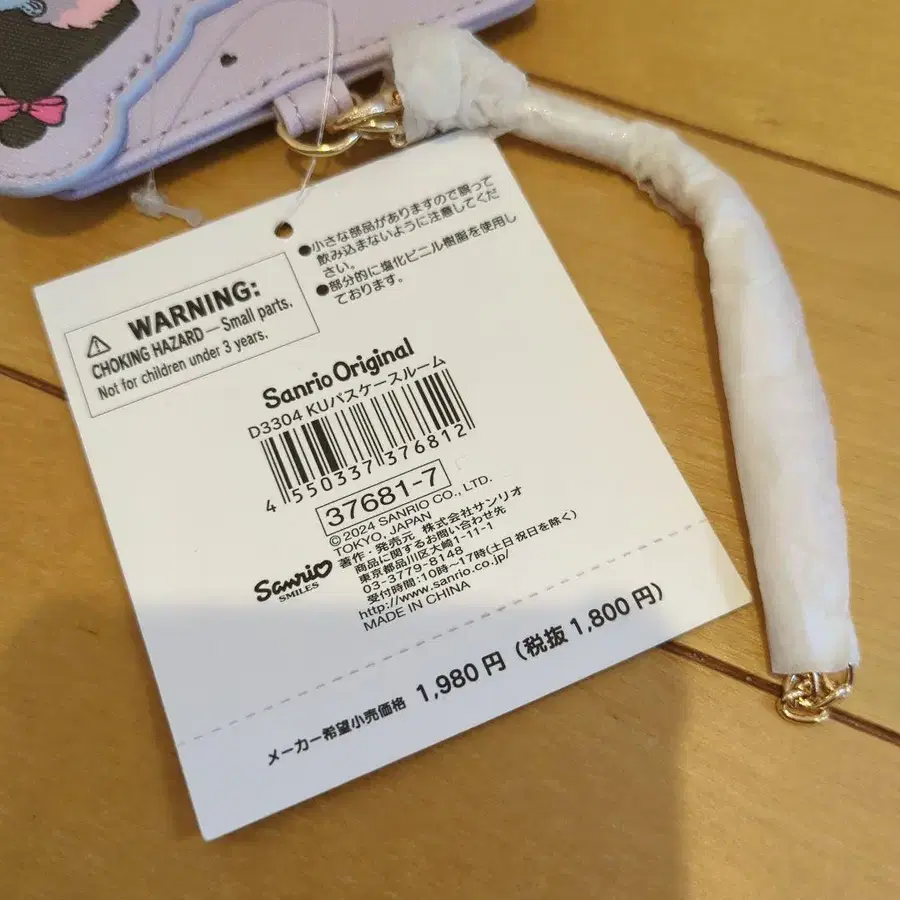 ●小さな部品がありますので誤って
飲み込まないように注意してくだ
さい。
●部分的に塩化ビニル樹脂を使用し
ております。
WARNING:
CHOKING HAZARD—Small parts.
Not for children under 3 years.
Sanrio Original
D3304 KUパスケースルーム
4 550337 376812
37681-7
©2024 SANRIO CO., LTD.
TOKYO, JAPAN
著作・発売元 株式会社サンリオ
商品に関するお問い合わせ先
東京都品川区大崎1-11-1
03-3779-8148
受付時間:10時~17時(土日祝日を除く)
http://www.sanrio.co.jp/
MADE IN CHINA
Sanrio
SMILES
メーカー希望小売価格 1,980円(税抜1,800円)